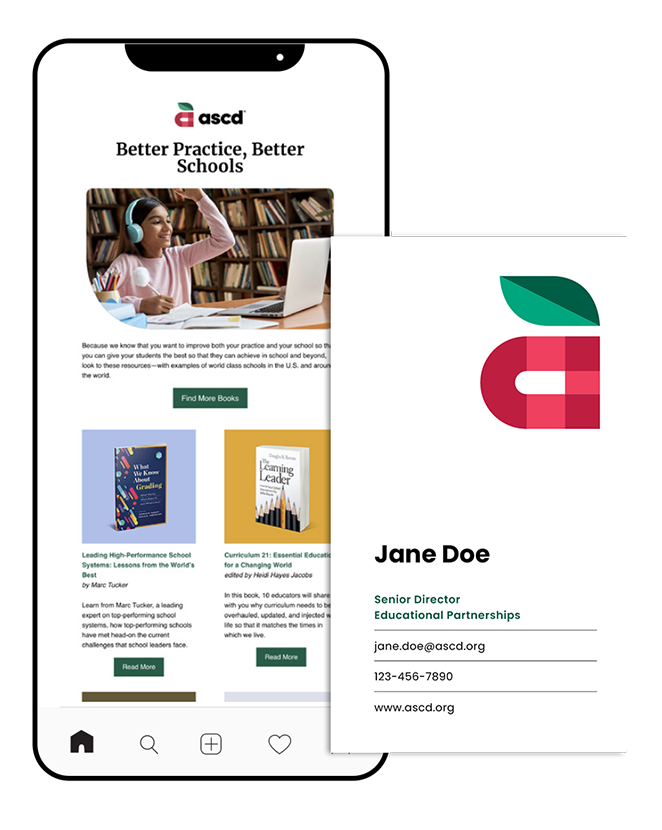 ascd
Better Practice, Better
Schools
Because we know that you want to improve both your practice and your school so th
you can give your students the best so that they can achieve in school and beyond,
look to these resources—with examples of world class schools in the U.S. and aroun
the world.
Find More Books
What
We Know
About
Grading
The
Learning
Leader
Leading High-Performance School
Systems: Lessons from the World's
Best
by Marc Tucker
Learn from Marc Tucker, a leading
expert on top-performing school
systems, how top-performing schools
have met head-on the current
challenges that school leaders face.
Read More
Curriculum 21: Essential Educatio
for a Changing World
edited by Heidi Hayes Jacobs
In this book, 10 educators will share
with you why curriculum needs to be
overhauled, updated, and injected w
life so that it matches the times in
which we live.
Read More
Jane Doe
Senior Director
Educational Partnerships
jane.doe@ascd.org
123-456-7890
www.ascd.org